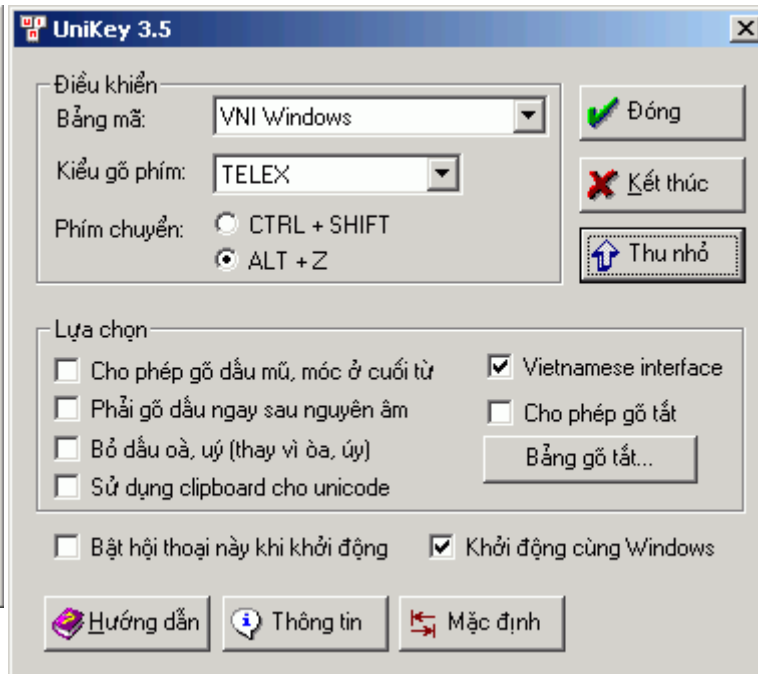 UniKey 3.5
Điều khiển
Bảng mã: VNI Windows
Kiểu gõ phím: TELEX
Phím chuyển: CTRL + SHIFT
ALT + Z
Đóng
Kết thúc
Thu nhỏ
Lựa chọn
Cho phép gõ dấu mũ, móc ở cuối từ
Phải gõ dấu ngay sau nguyên âm
Bỏ dấu oà, uý (thay vì òa, úy)
Sử dụng clipboard cho unicode
Vietnamese interface
Cho phép gõ tắt
Bảng gõ tắt...
Bật hội thoại này khi khởi động
Khởi động cùng Windows
Hướng dẫn
Thông tin
Mặc định